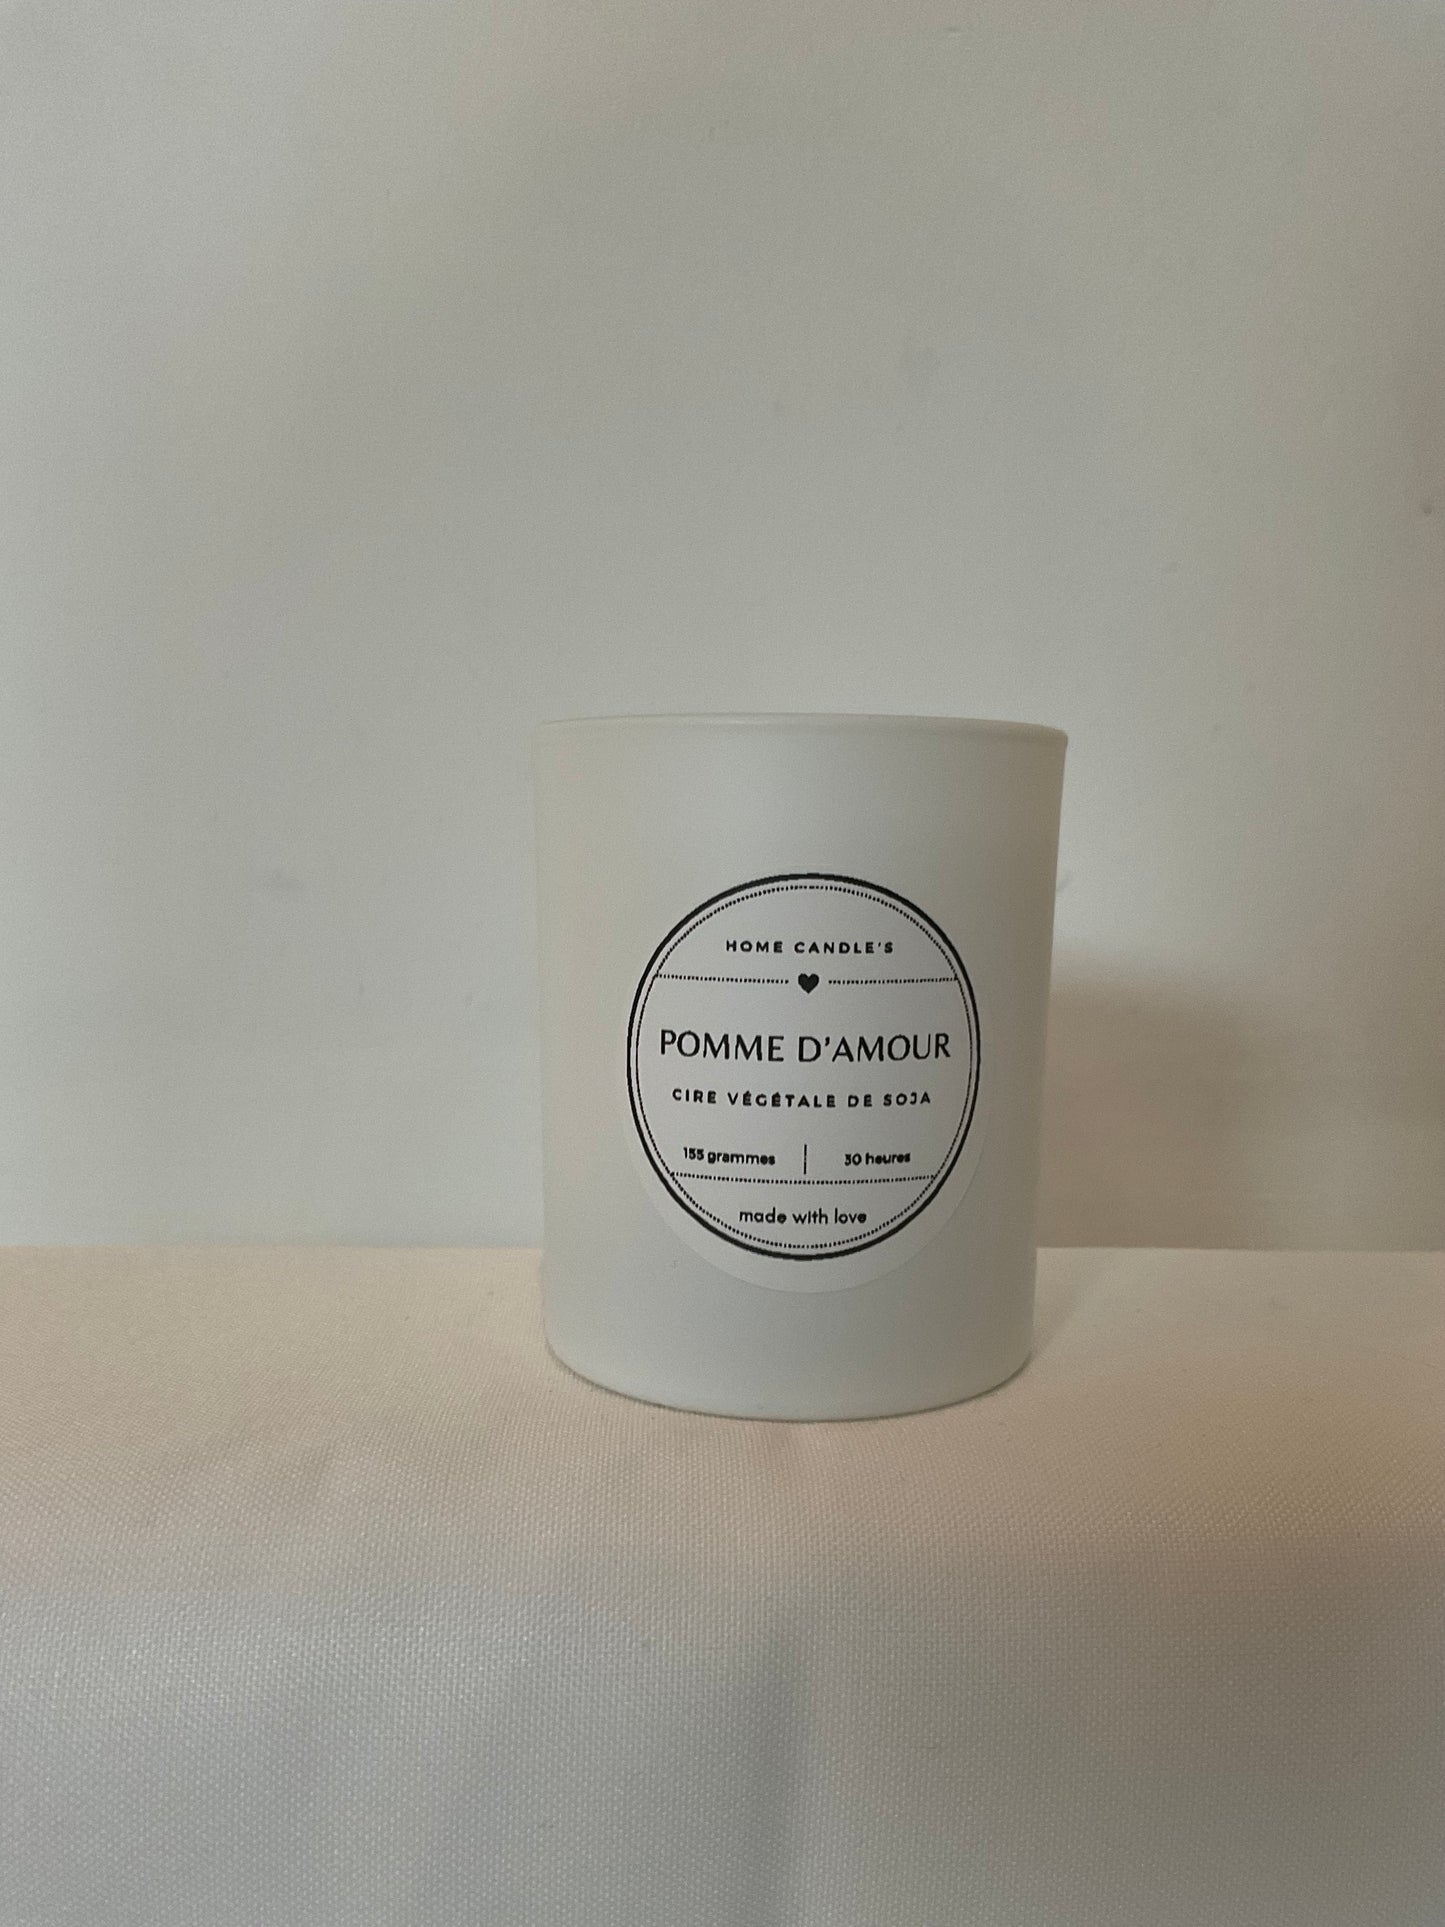 HOME CANDLE'S
POMME D'AMOUR
CIRE VÉGÉTALE DE SOJA
155 grammes | 30 heures
made with love